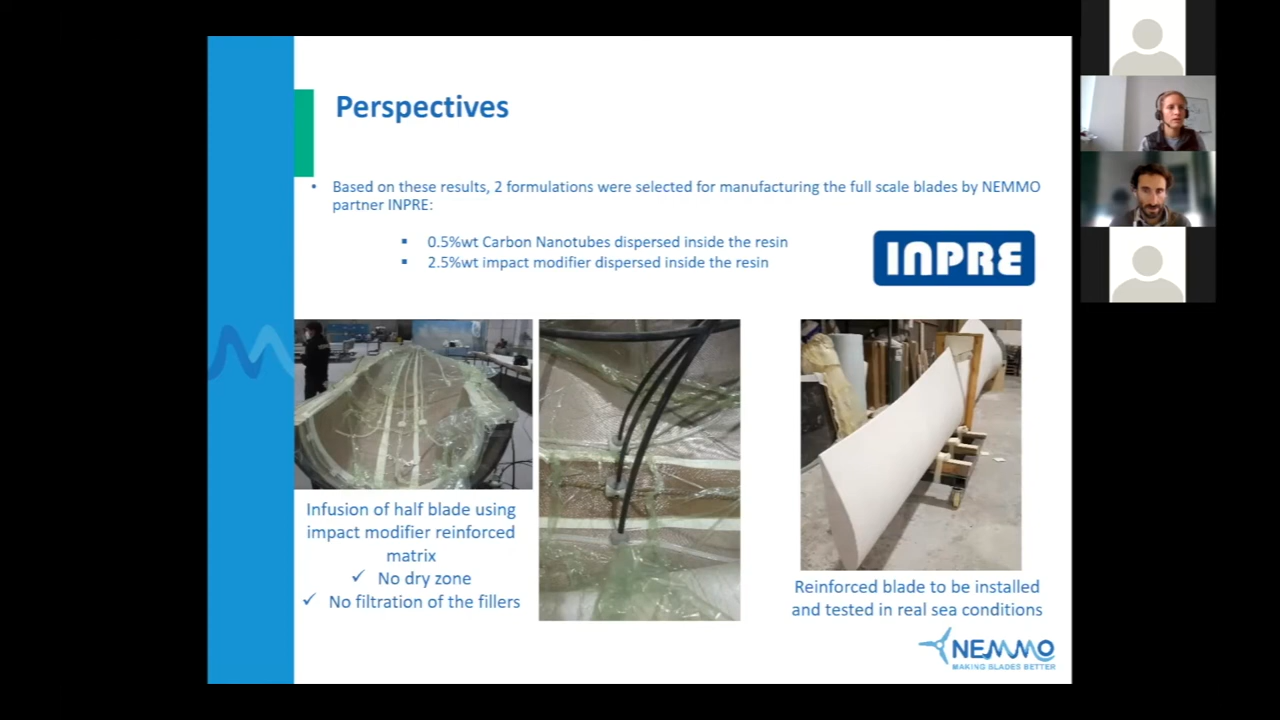 Perspectives
• Based on these results, 2 formulations were selected for manufacturing the full scale blades by NEMMO
partner INPRE:
▪ 0.5%wt Carbon Nanotubes dispersed inside the resin
▪ 2.5%wt impact modifier dispersed inside the resin
INPRE
Infusion of half blade using
impact modifier reinforced
matrix
✓ No dry zone
✓ No filtration of the fillers
Reinforced blade to be installed
and tested in real sea conditions
NEMMO
MAKING BLADES BETTER